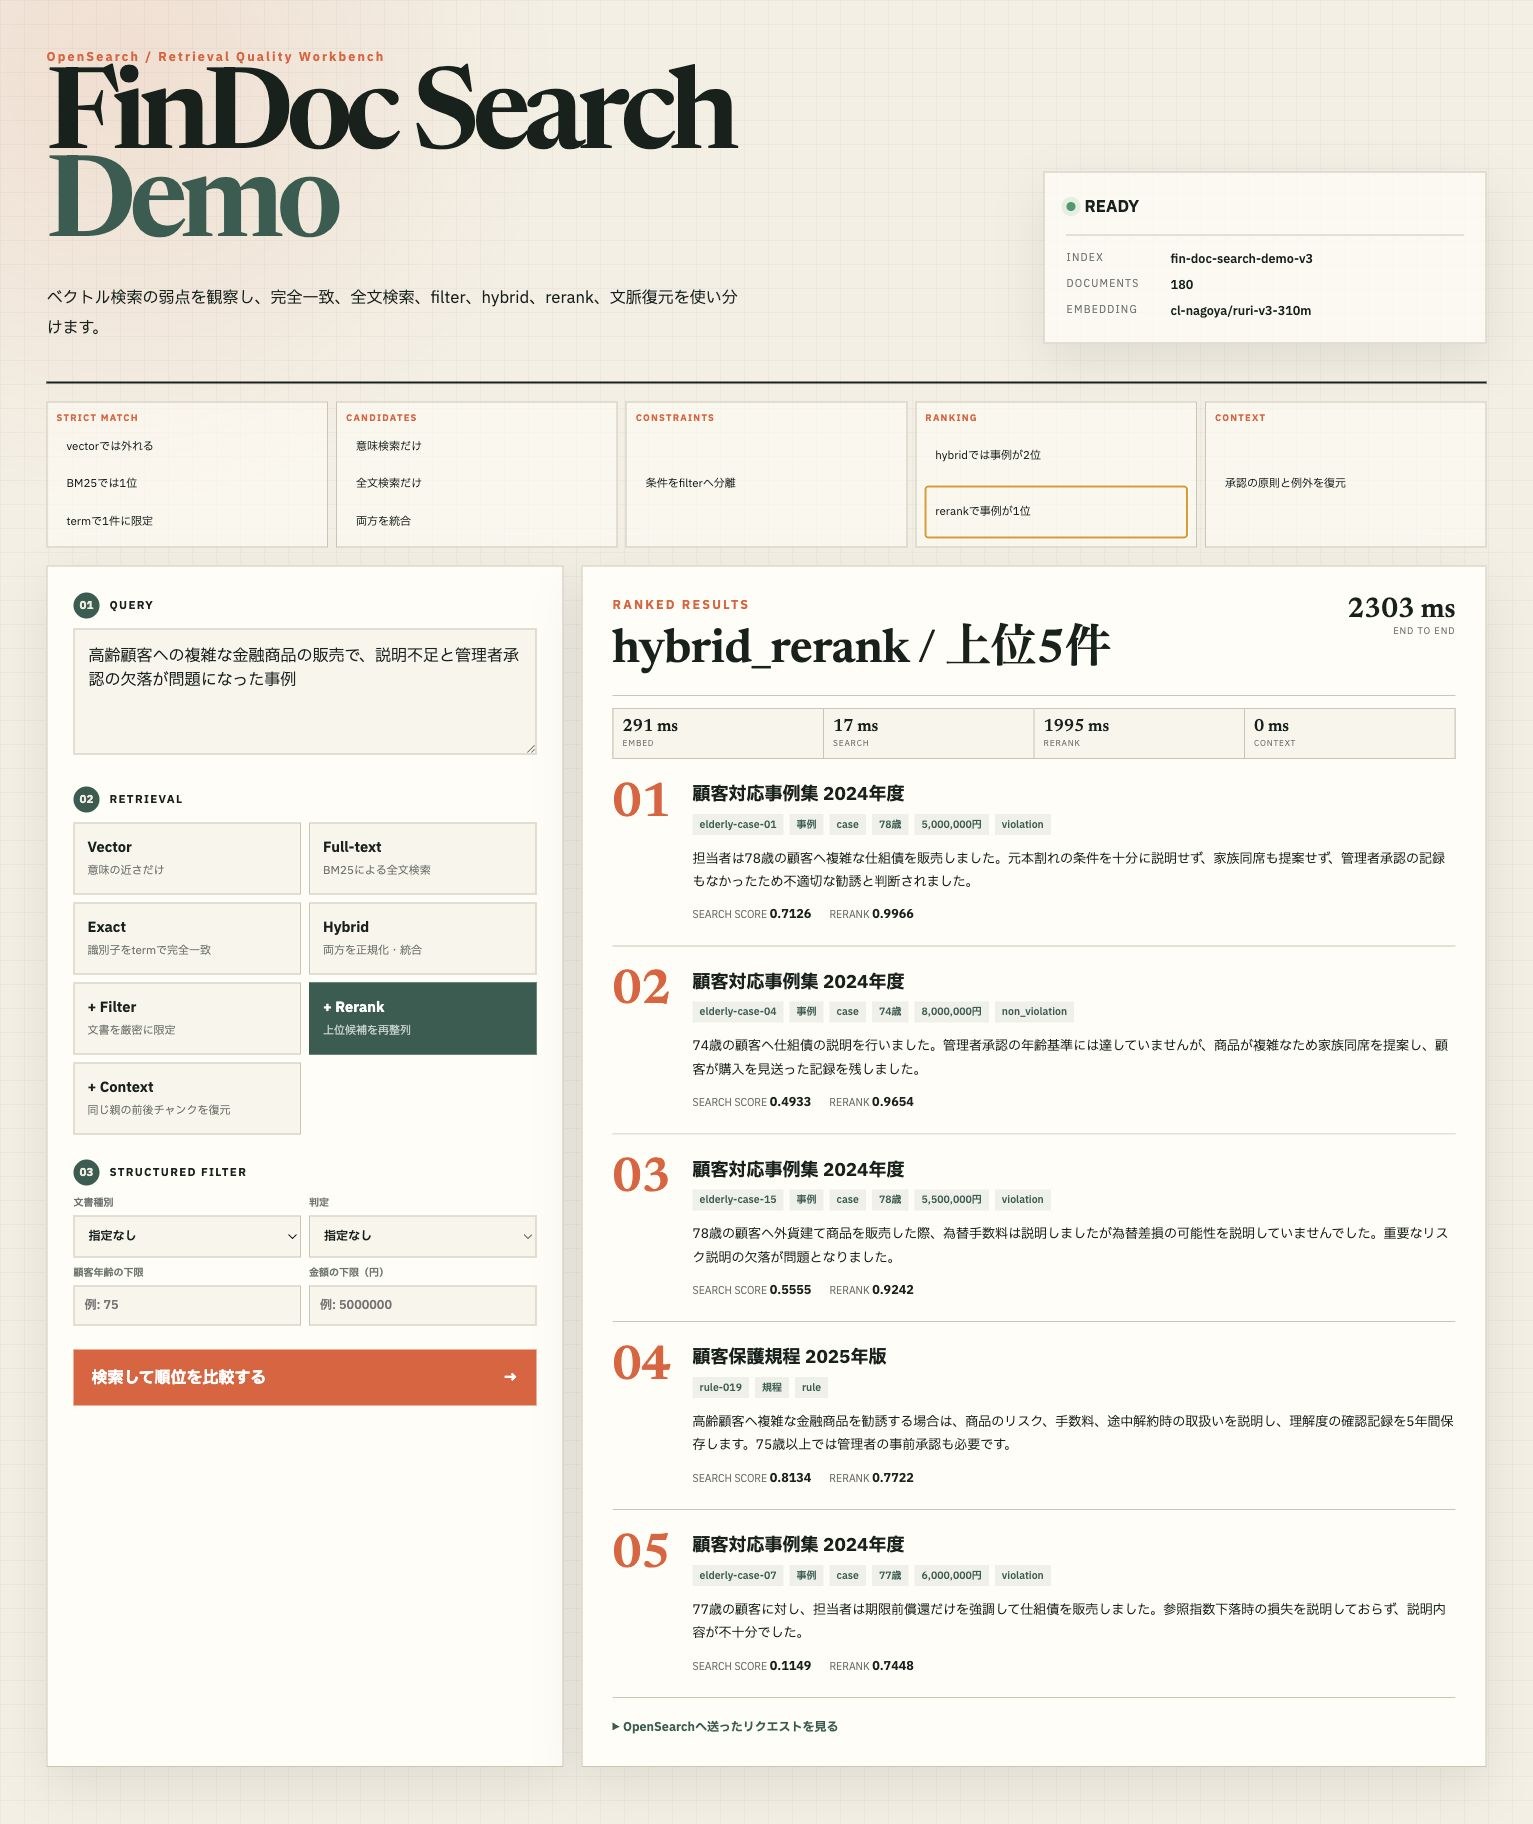 OpenSearch / Retrieval Quality Workbench
FinDoc Search
Demo
ベクトル検索の弱点を観察し、完全一致、全文検索、filter、hybrid、rerank、文脈復元を使い分
けます。
READY
INDEX fin-doc-search-demo-v3
DOCUMENTS 180
EMBEDDING cl-nagoya/ruri-v3-310m
STRICT MATCH
vectorでは外れる
BM25では1位
termで1件に限定
CANDIDATES
意味検索だけ
全文検索だけ
両方を統合
CONSTRAINTS
条件をfilterへ分離
RANKING
hybridでは事例が2位
rerankで事例が1位
CONTEXT
承認の原則と例外を復元
01 QUERY
高齢顧客への複雑な金融商品の販売で、説明不足と管理者承
認の欠落が問題になった事例
02 RETRIEVAL
Vector
意味の近さだけ
Full-text
BM25による全文検索
Exact
識別子をtermで完全一致
Hybrid
両方を正規化・統合
+ Filter
文書を厳密に限定
+ Rerank
上位候補を再整列
+ Context
同じ親の前後チャンクを復元
03 STRUCTURED FILTER
文書種別
指定なし
判定
指定なし
顧客年齢の下限
例: 75
金額の下限（円）
例: 5000000
検索して順位を比較する →
RANKED RESULTS
hybrid_rerank / 上位5件
2303 ms
END TO END
291 ms
EMBED
17 ms
SEARCH
1995 ms
RERANK
0 ms
CONTEXT
01 顧客対応事例集 2024年度
elderly-case-01 事例 case 78歳 5,000,000円 violation
担当者は78歳の顧客へ複雑な仕組債を販売しました。元本割れの条件を十分に説明せず、家族同席も提案せず、管理者承認の記録
もなかったため不適切な勧誘と判断されました。
SEARCH SCORE 0.7126 RERANK 0.9966
02 顧客対応事例集 2024年度
elderly-case-04 事例 case 74歳 8,000,000円 non_violation
74歳の顧客へ仕組債の説明を行いました。管理者承認の年齢基準には達していませんが、商品が複雑なため家族同席を提案し、顧
客が購入を見送った記録を残しました。
SEARCH SCORE 0.4933 RERANK 0.9654
03 顧客対応事例集 2024年度
elderly-case-15 事例 case 78歳 5,500,000円 violation
78歳の顧客へ外貨建て商品を販売した際、為替手数料は説明しましたが為替差損の可能性を説明していませんでした。重要なリス
ク説明の欠落が問題となりました。
SEARCH SCORE 0.5555 RERANK 0.9242
04 顧客保護規程 2025年版
rule-019 規程 rule
高齢顧客へ複雑な金融商品を勧誘する場合は、商品のリスク、手数料、途中解約時の取扱いを説明し、理解度の確認記録を5年間保
存します。75歳以上では管理者の事前承認も必要です。
SEARCH SCORE 0.8134 RERANK 0.7722
05 顧客対応事例集 2024年度
elderly-case-07 事例 case 77歳 6,000,000円 violation
77歳の顧客に対し、担当者は期限前償還だけを強調して仕組債を販売しました。参照指数下落時の損失を説明しておらず、説明内
容が不十分でした。
SEARCH SCORE 0.1149 RERANK 0.7448
▶ OpenSearchへ送ったリクエストを見る